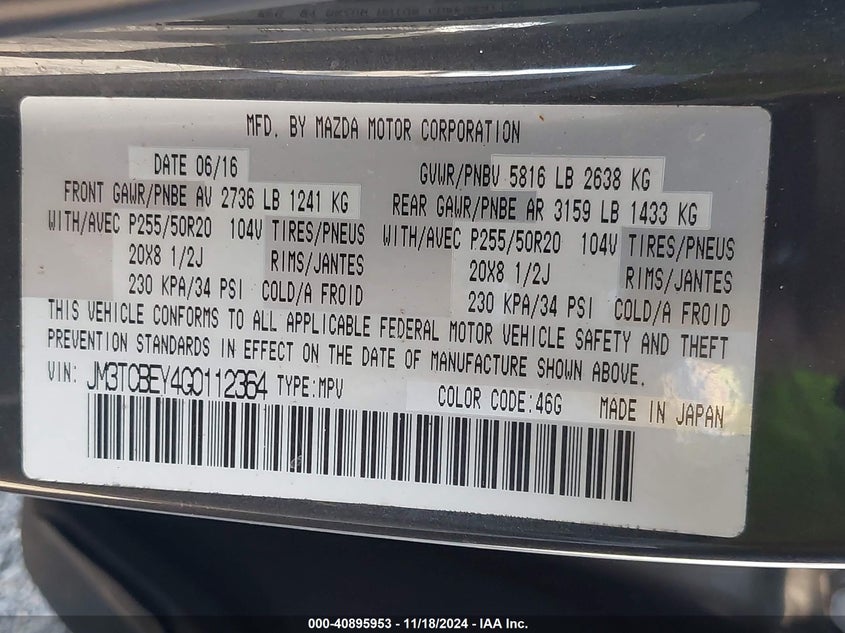 MFD. BY MAZDA MOTOR CORPORATION
DATE 06/16 GVWR/PNBV 5816 LB 2638 KG
FRONT GAWR/PNBE AV 2736 LB 1241 KG REAR GAWR/PNBE AR 3159 LB 1433 KG
WITH/AVEC P255/50R20 104V TIRES/PNEUS WITH/AVEC P255/50R20 104V TIRES/PNEUS
20X8 1/2J RIMS/JANTES 20X8 1/2J RIMS/JANTES
230 KPA/34 PSI COLD/A FROID 230 KPA/34 PSI COLD/A FROID
THIS VEHICLE CONFORMS TO ALL APPLICABLE FEDERAL MOTOR VEHICLE SAFETY AND THEFT
PREVENTION STANDARDS IN EFFECT ON THE DATE OF MANUFACTURE SHOWN ABOVE.
VIN: JM3TCBEY4G0112364 TYPE:MPV COLOR CODE:46G MADE IN JAPAN
000-40895953 - 11/18/2024 - IAA Inc.